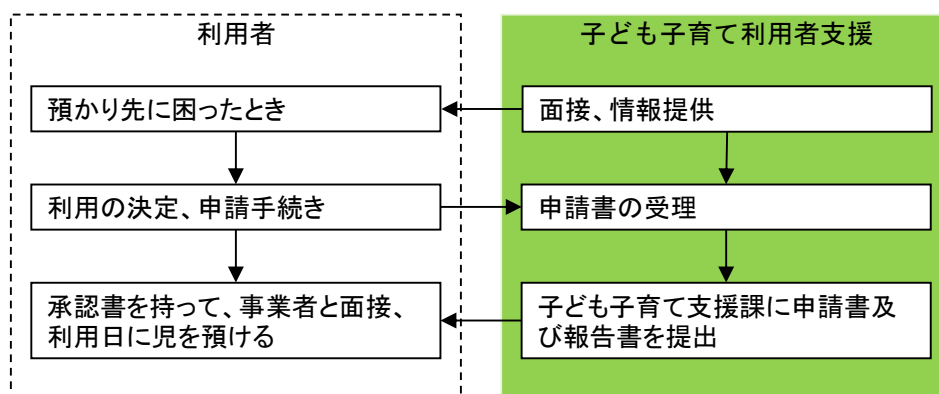 利用者
子ども子育て利用者支援
預かり先に困ったとき
面接、情報提供
利用の決定、申請手続き
申請書の受理
承認書を持って、事業者と面接、
利用日に児を預ける
子ども子育て支援課に申請書及
び報告書を提出